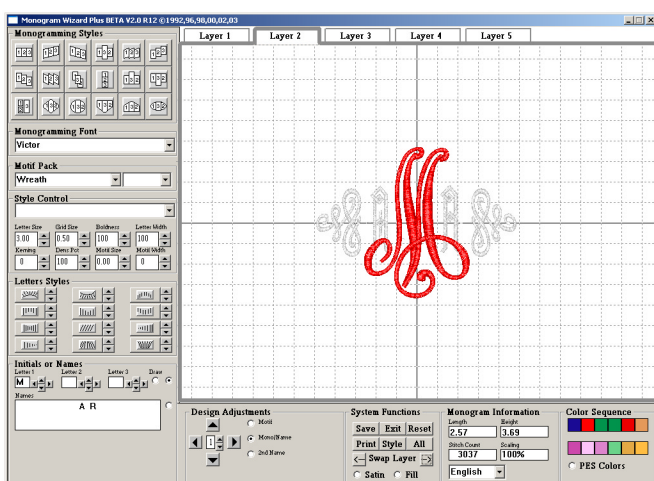 Monogram Wizard Plus BETA V2.0 R12 ©1992,96,98,00,02,03
Monogramming Styles
Layer 1 Layer 2 Layer 3 Layer 4 Layer 5
Monogramming Font
Victor
Motif Pack
Wreath
Style Control
Letter Size Grid Size Boldness Letter Width
3.00 0.50 100 100
Kerning Dens Pct Motif Size Motif Width
0 100 0.00 0
Letters Styles
Initials or Names
Letter 1 Letter 2 Letter 3 Draw
M
Names
A R
M
Design Adjustments
Motif
1
Mono/Name
2nd Name
System Functions
Save Exit Reset
Print Style All
<- Swap Layer ->
Satin Fill
Monogram Information
Length Height
2.57 3.69
Stitch Count Scaling
3037 100%
English
Color Sequence
PES Colors